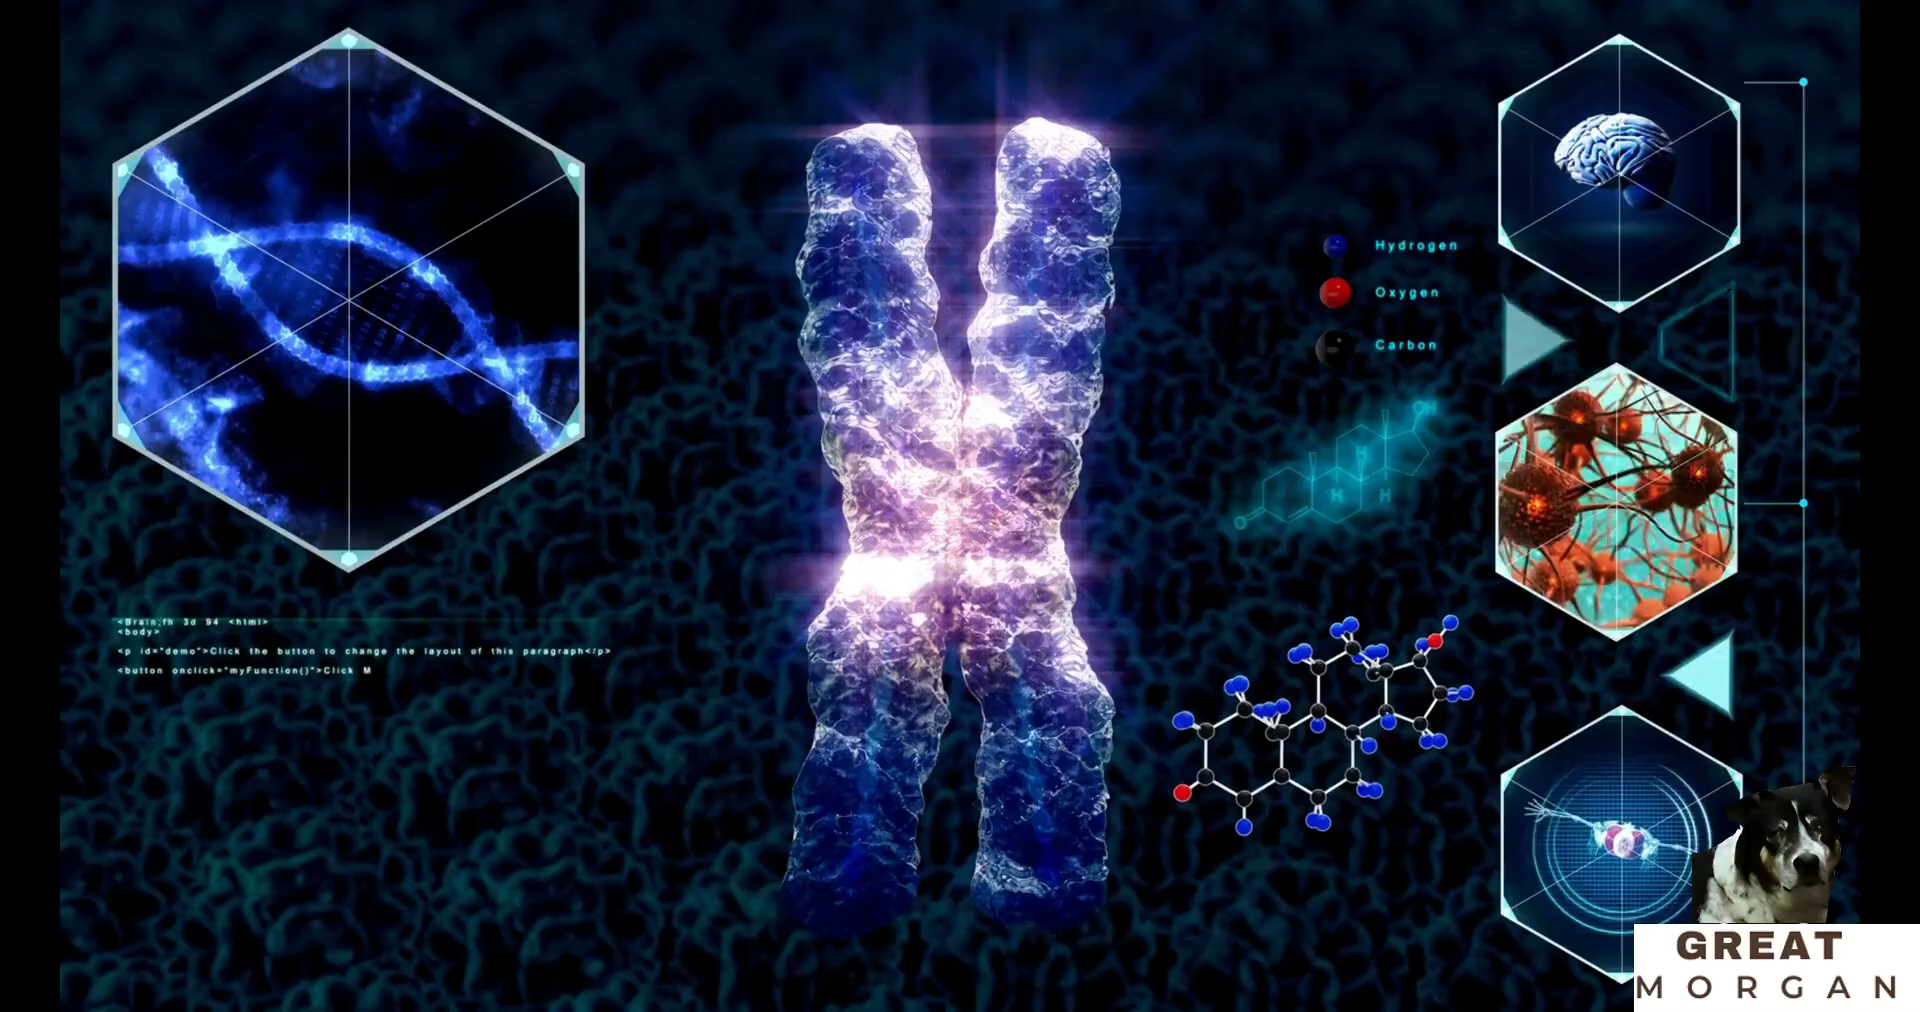 <Brain;fh 3d 94 <html>
<body>
<p id="demo">Click the button to change the layout of this paragraph</p>
<button onclick="myFunction()">Click M
Hydrogen
Oxygen
Carbon
OH
H
H
H
O
GREAT
MORGAN